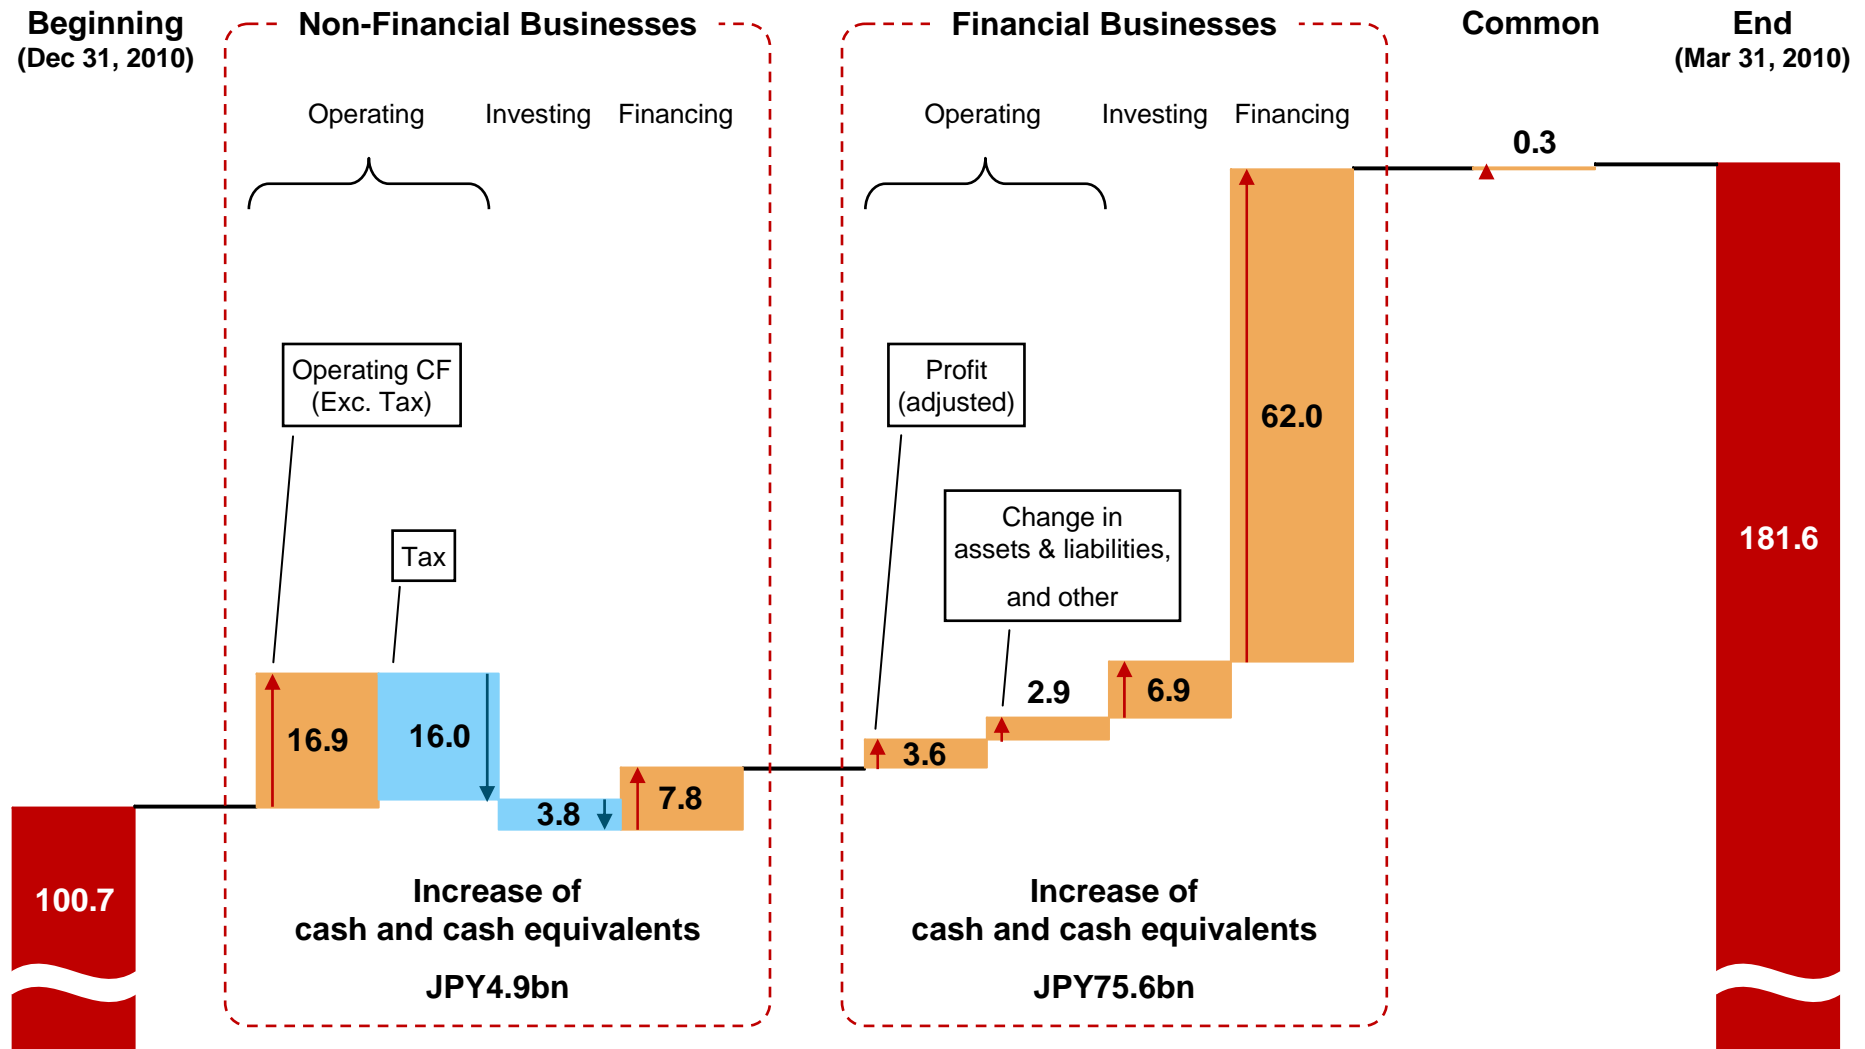 Beginning
(Dec 31, 2010)
Non-Financial Businesses
Financial Businesses
Common
End
(Mar 31, 2010)
Operating
Investing
Financing
Operating
Investing
Financing
0.3
Operating CF
(Exc. Tax)
Profit
(adjusted)
62.0
Change in
assets & liabilities,
and other
Tax
181.6
2.9
6.9
16.9
16.0
3.6
3.8
7.8
100.7
Increase of
cash and cash equivalents
JPY4.9bn
Increase of
cash and cash equivalents
JPY75.6bn